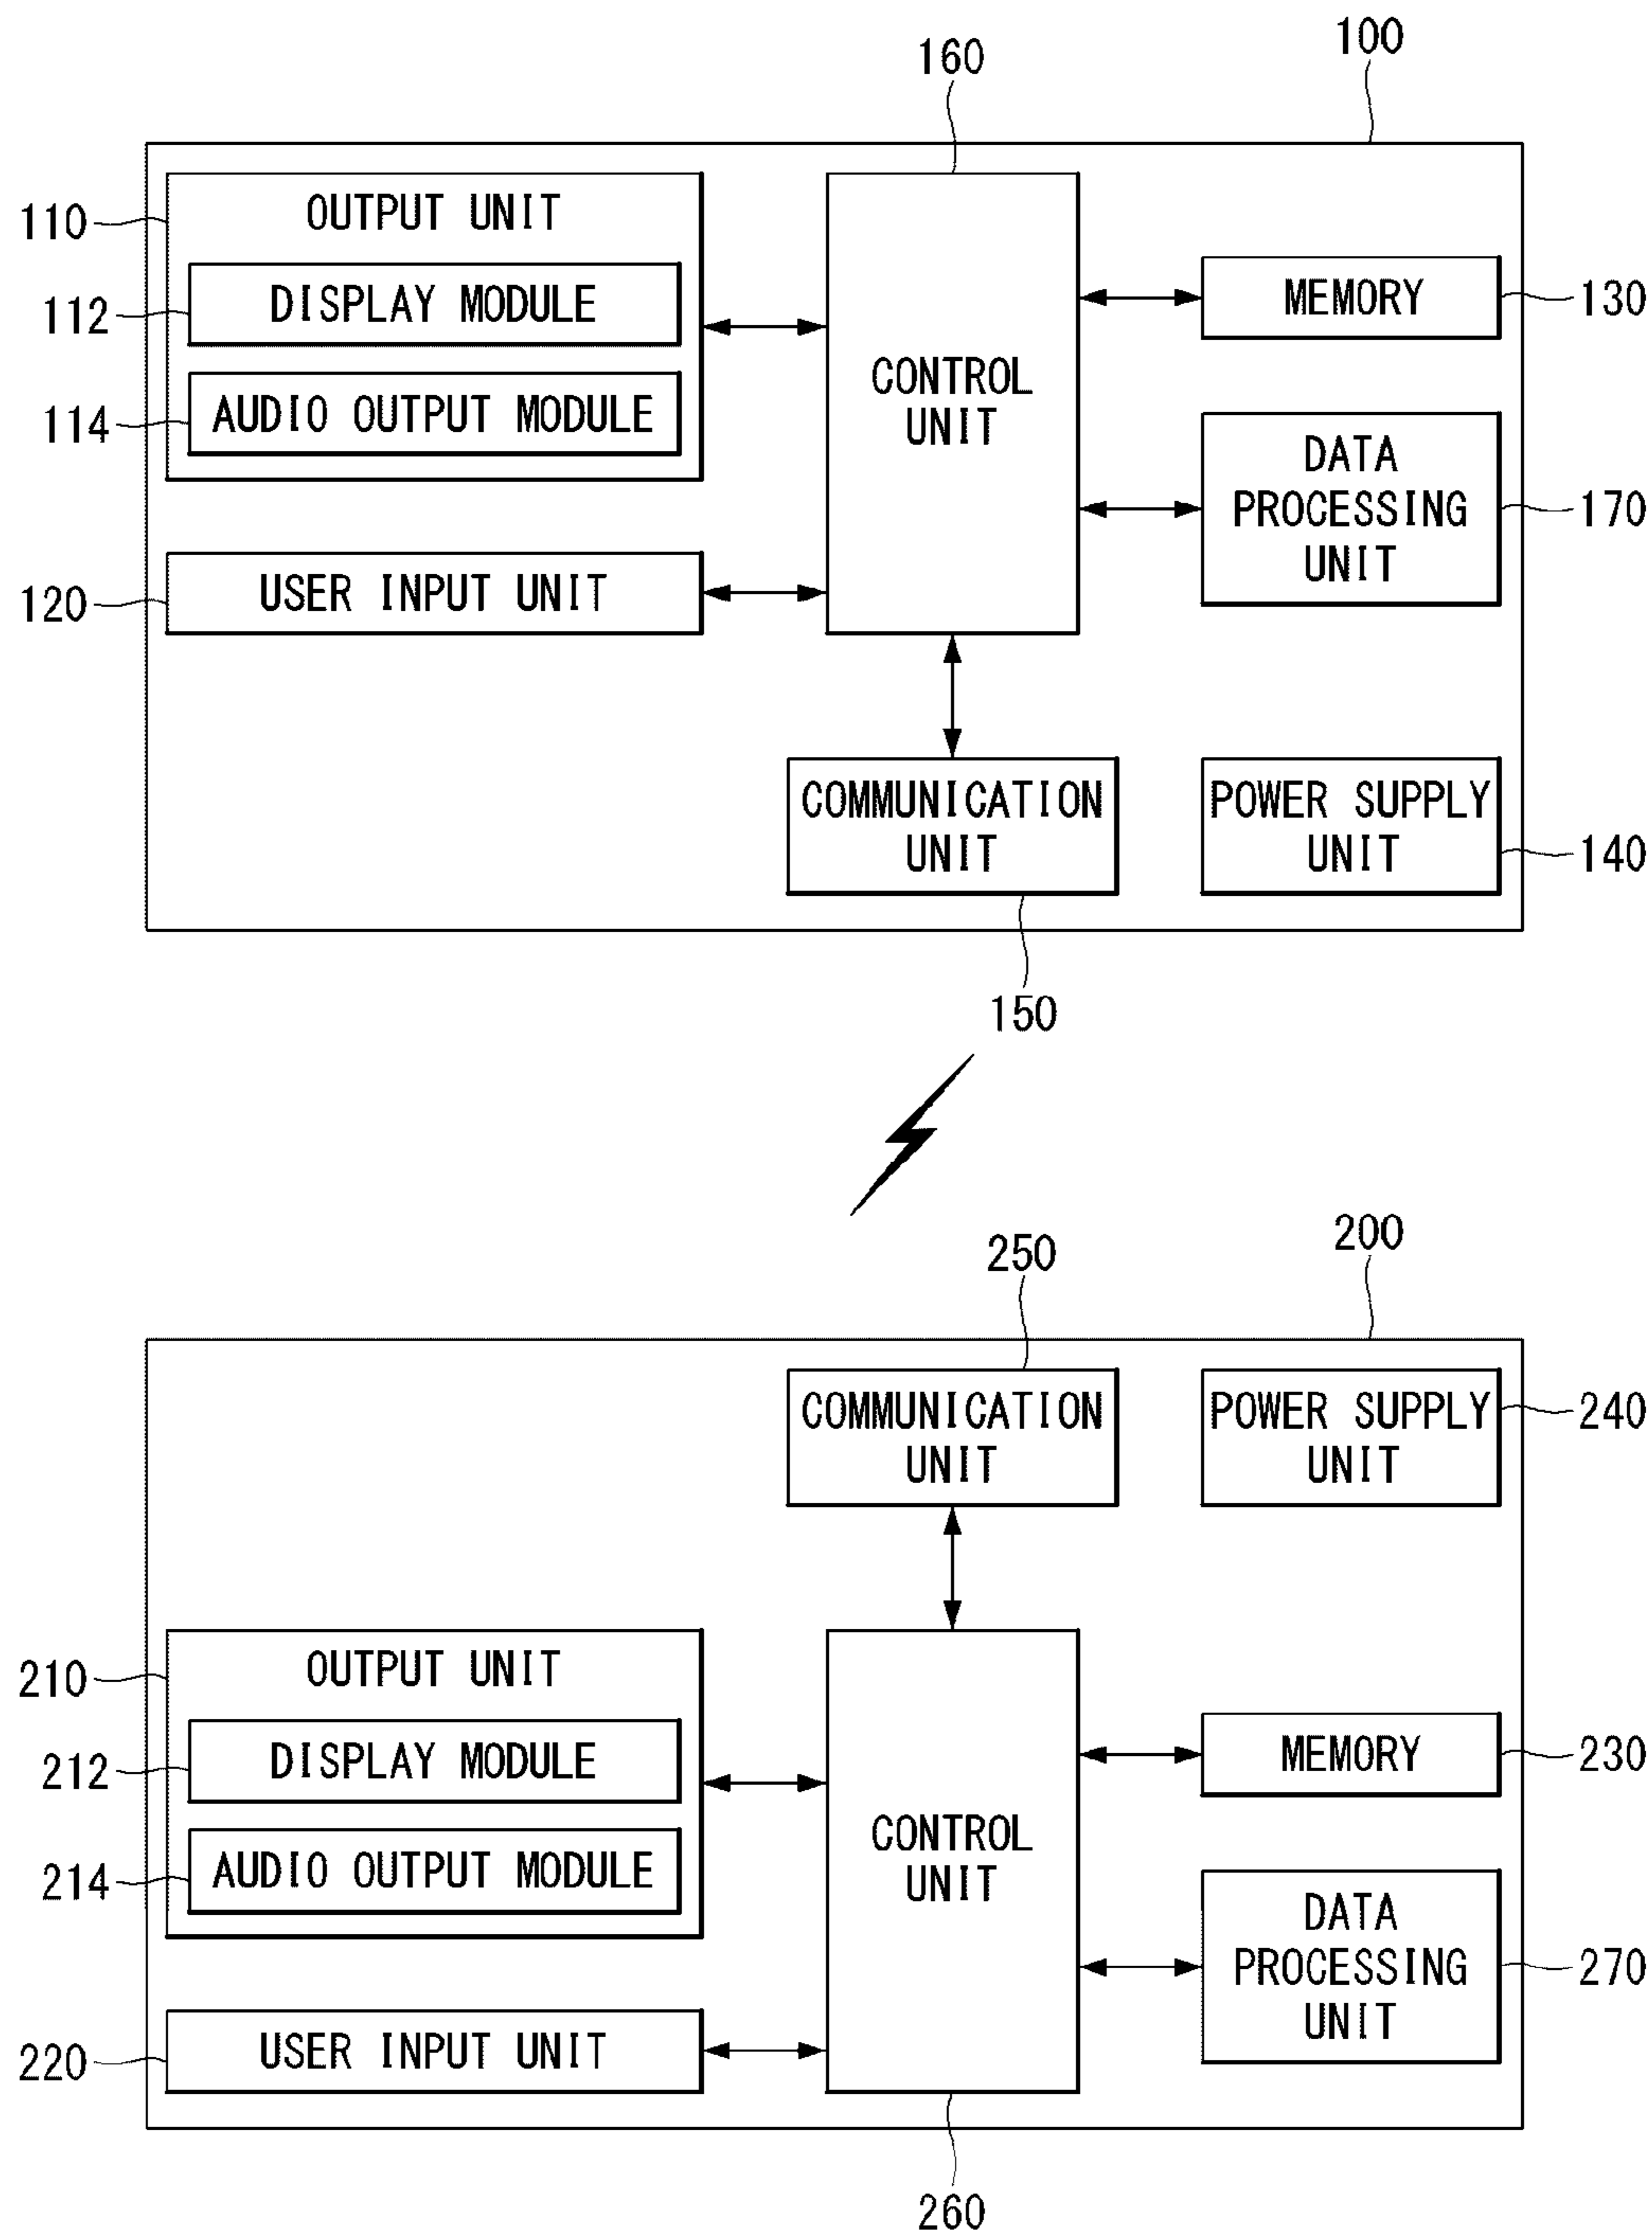 100
160
110
OUTPUT UNIT
112
DISPLAY MODULE
114
AUDIO OUTPUT MODULE
120
USER INPUT UNIT
CONTROL
UNIT
MEMORY
130
DATA
PROCESSING
UNIT
170
COMMUNICATION
UNIT
150
POWER SUPPLY
UNIT
140
200
250
COMMUNICATION
UNIT
POWER SUPPLY
UNIT
240
210
OUTPUT UNIT
212
DISPLAY MODULE
214
AUDIO OUTPUT MODULE
220
USER INPUT UNIT
CONTROL
UNIT
MEMORY
230
DATA
PROCESSING
UNIT
270
260